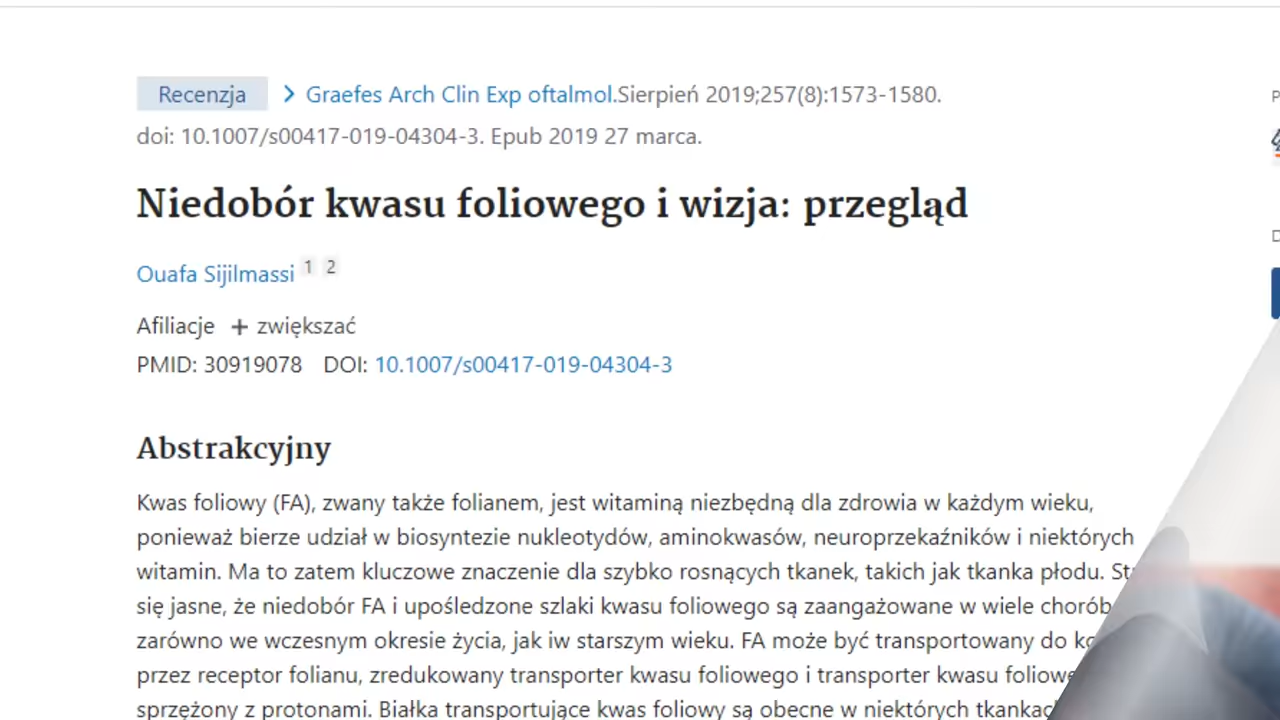 Recenzja > Graefes Arch Clin Exp oftalmol.Sierpień 2019;257(8):1573-1580.
doi: 10.1007/s00417-019-04304-3. Epub 2019 27 marca.
Niedobór kwasu foliowego i wizja: przegląd
Ouafa Sijilmassi 1 2
Afiliacje + zwiększać
PMID: 30919078 DOI: 10.1007/s00417-019-04304-3
Abstrakcyjny
Kwas foliowy (FA), zwany także folianem, jest witaminą niezbędną dla zdrowia w każdym wieku,
ponieważ bierze udział w biosyntezie nukleotydów, aminokwasów, neuroprzekaźników i niektórych
witamin. Ma to zatem kluczowe znaczenie dla szybko rosnących tkanek, takich jak tkanka płodu.
się jasne, że niedobór FA i upośledzone szlaki kwasu foliowego są zaangażowane w wiele chorób
zarówno we wczesnym okresie życia, jak iw starszym wieku. FA może być transportowany do
przez receptor folianu, zredukowany transporter kwasu foliowego i transporter kwasu
sprzężony z protonami. Białka transportujące kwas foliowy są obecne w niektórych